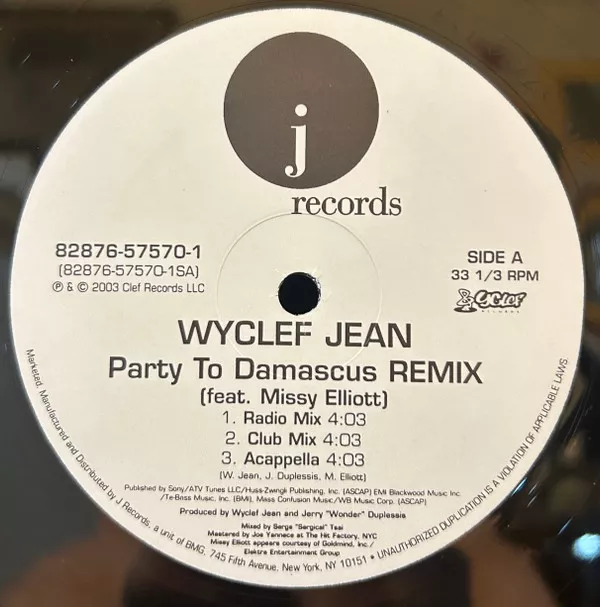 j
records
82876-57570-1
(82876-57570-1SA)
℗ & © 2003 Clef Records LLC
SIDE A
33 1/3 RPM
Clef
RECORDS
WYCLEF JEAN
Party To Damascus REMIX
(feat. Missy Elliott)
1. Radio Mix 4:03
2. Club Mix 4:03
3. Acappella 4:03
(W. Jean, J. Duplessis, M. Elliott)
Published by Sony/ATV Tunes LLC/Huss-Zwingli Publishing, Inc. (ASCAP) EMI Blackwood Music Inc
/Te-Bass Music, Inc. (BMI), Mass Confusion Music/WB Music Corp. (ASCAP)
Produced by Wyclef Jean and Jerry "Wonder" Duplessis
Mixed by Serge "Sergical" Tsai
Mastered by Joe Yannece at The Hit Factory, NYC
Missy Elliott appears courtesy of Goldmind, Inc./
Elektra Entertainment Group
Marketed, Manufactured and Distributed by J Records, a unit of BMG, 745 Fifth Avenue, New York, NY 10151 • UNAUTHORIZED DUPLICATION IS A VIOLATION OF APPLICABLE LAWS